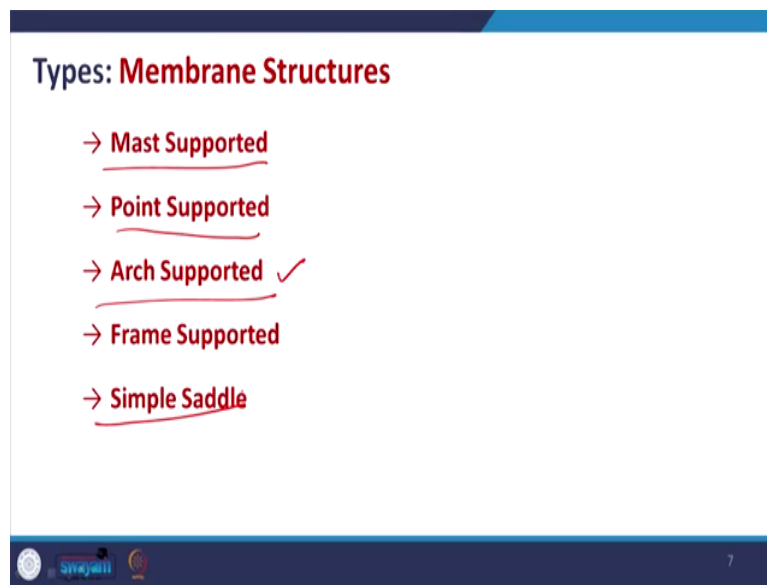 Types: Membrane Structures
→ Mast Supported
→ Point Supported
→ Arch Supported
→ Frame Supported
→ Simple Saddle
swayam
7